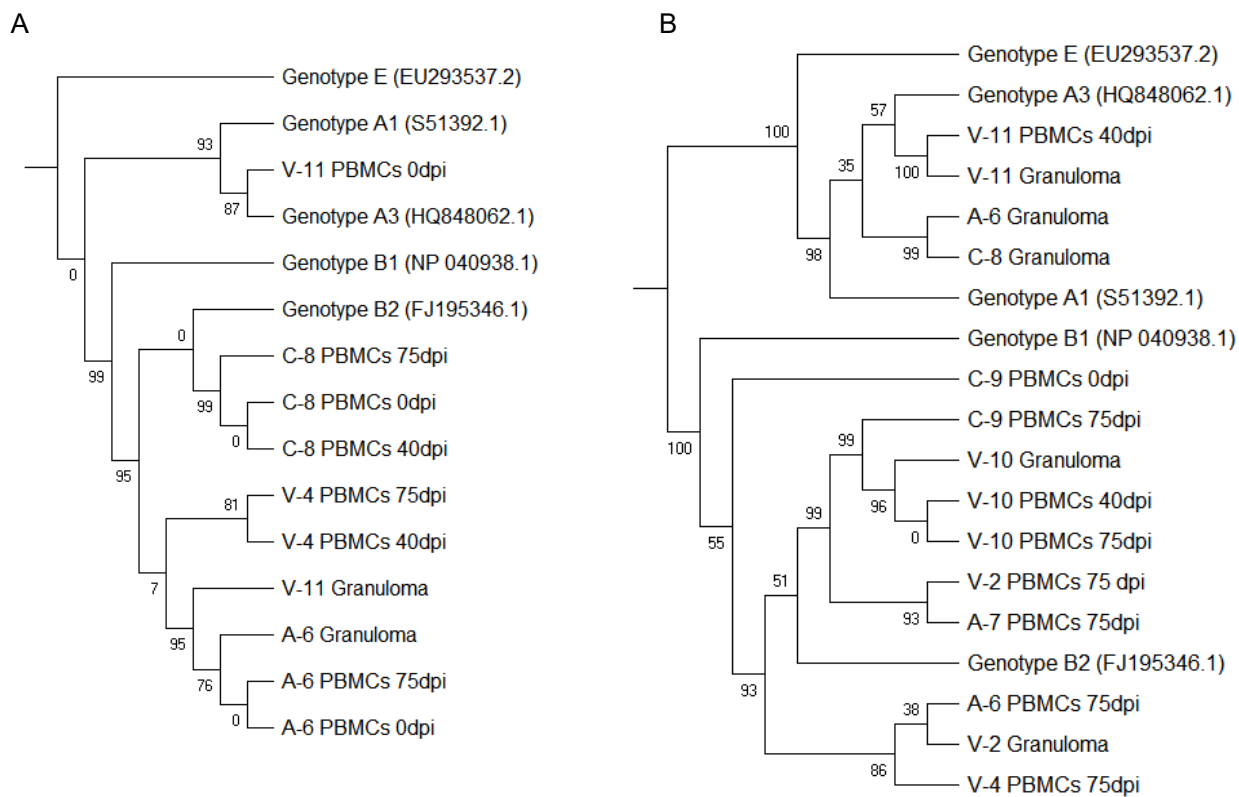 A
Genotype E (EU293537.2)
Genotype A1 (S51392.1)
93
V-11 PBMCs 0dpi
87
Genotype A3 (HQ848062.1)
0
Genotype B1 (NP 040938.1)
Genotype B2 (FJ195346.1)
0
C-8 PBMCs 75dpi
99
99
C-8 PBMCs 0dpi
0
C-8 PBMCs 40dpi
95
V-4 PBMCs 75dpi
81
V-4 PBMCs 40dpi
7
V-11 Granuloma
95
A-6 Granuloma
76
A-6 PBMCs 75dpi
0
A-6 PBMCs 0dpi
B
Genotype E (EU293537.2)
Genotype A3 (HQ848062.1)
57
100
V-11 PBMCs 40dpi
35
100
V-11 Granuloma
A-6 Granuloma
98
99
C-8 Granuloma
Genotype A1 (S51392.1)
Genotype B1 (NP 040938.1)
C-9 PBMCs 0dpi
C-9 PBMCs 75dpi
100
99
V-10 Granuloma
96
V-10 PBMCs 40dpi
99
55
0
V-10 PBMCs 75dpi
51
V-2 PBMCs 75 dpi
93
A-7 PBMCs 75dpi
Genotype B2 (FJ195346.1)
93
A-6 PBMCs 75dpi
38
V-2 Granuloma
86
V-4 PBMCs 75dpi